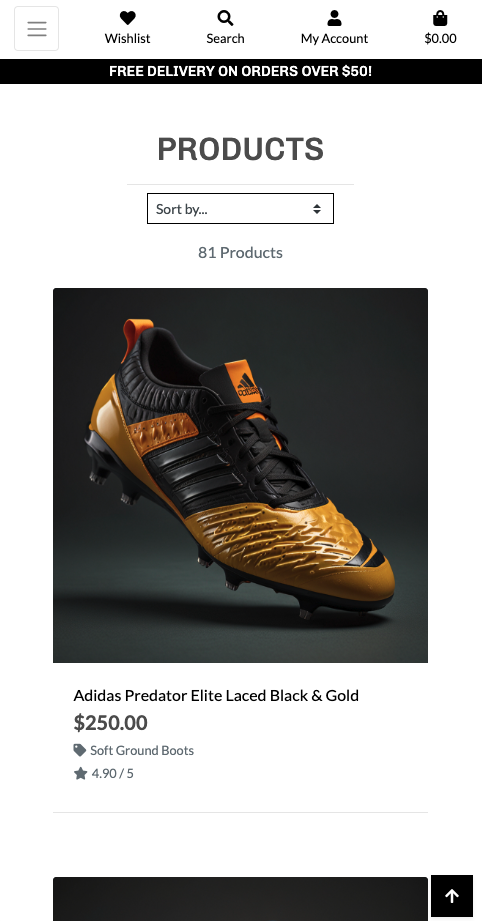 Wishlist
Search
My Account
$0.00
FREE DELIVERY ON ORDERS OVER $50!
PRODUCTS
Sort by...
81 Products
Adidas Predator Elite Laced Black & Gold
$250.00
Soft Ground Boots
4.90 / 5